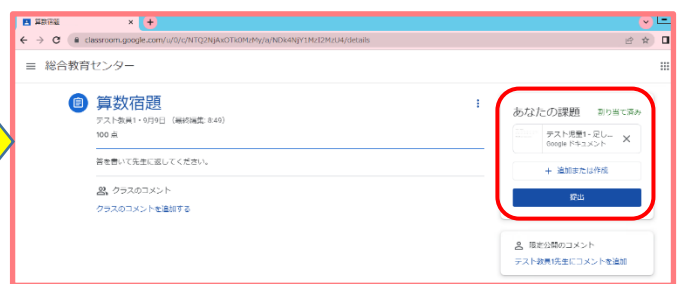 算数宿題
classroom.google.com/u/0/c/NTQ2NjAxOTk0MzMy/a/NDk4NjY1MzI2MzU4/details
総合教育センター
算数宿題
テスト教員1・9月9日 (最終編集: 8:49)
100 点
答を書いて先生に返してください。
クラスのコメント
クラスのコメントを追加する
あなたの課題 割り当て済み
テスト児童1 - 足し...
Google ドキュメント
+ 追加または作成
提出
限定公開のコメント
テスト教員1先生にコメントを追加